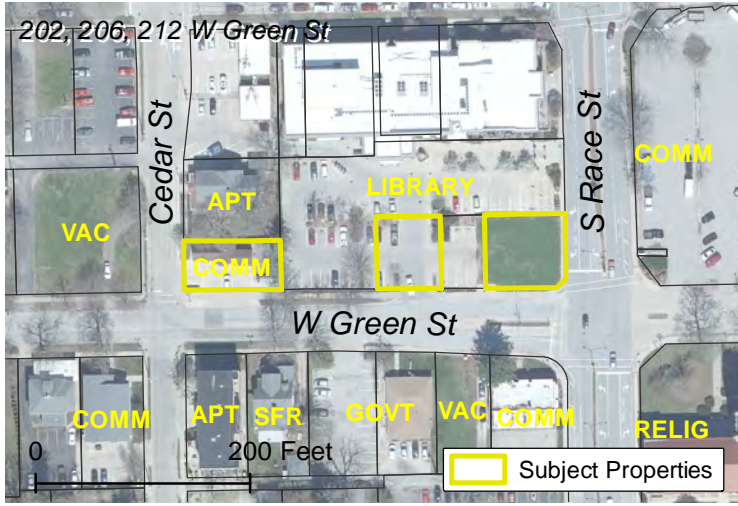 202, 206, 212 W Green St
Cedar St
S Race St
COMM
LIBRARY
APT
VAC
COMM
W Green St
COMM
APT
SFR
GOVT
VAC
COMM
RELIG
0
200 Feet
Subject Properties